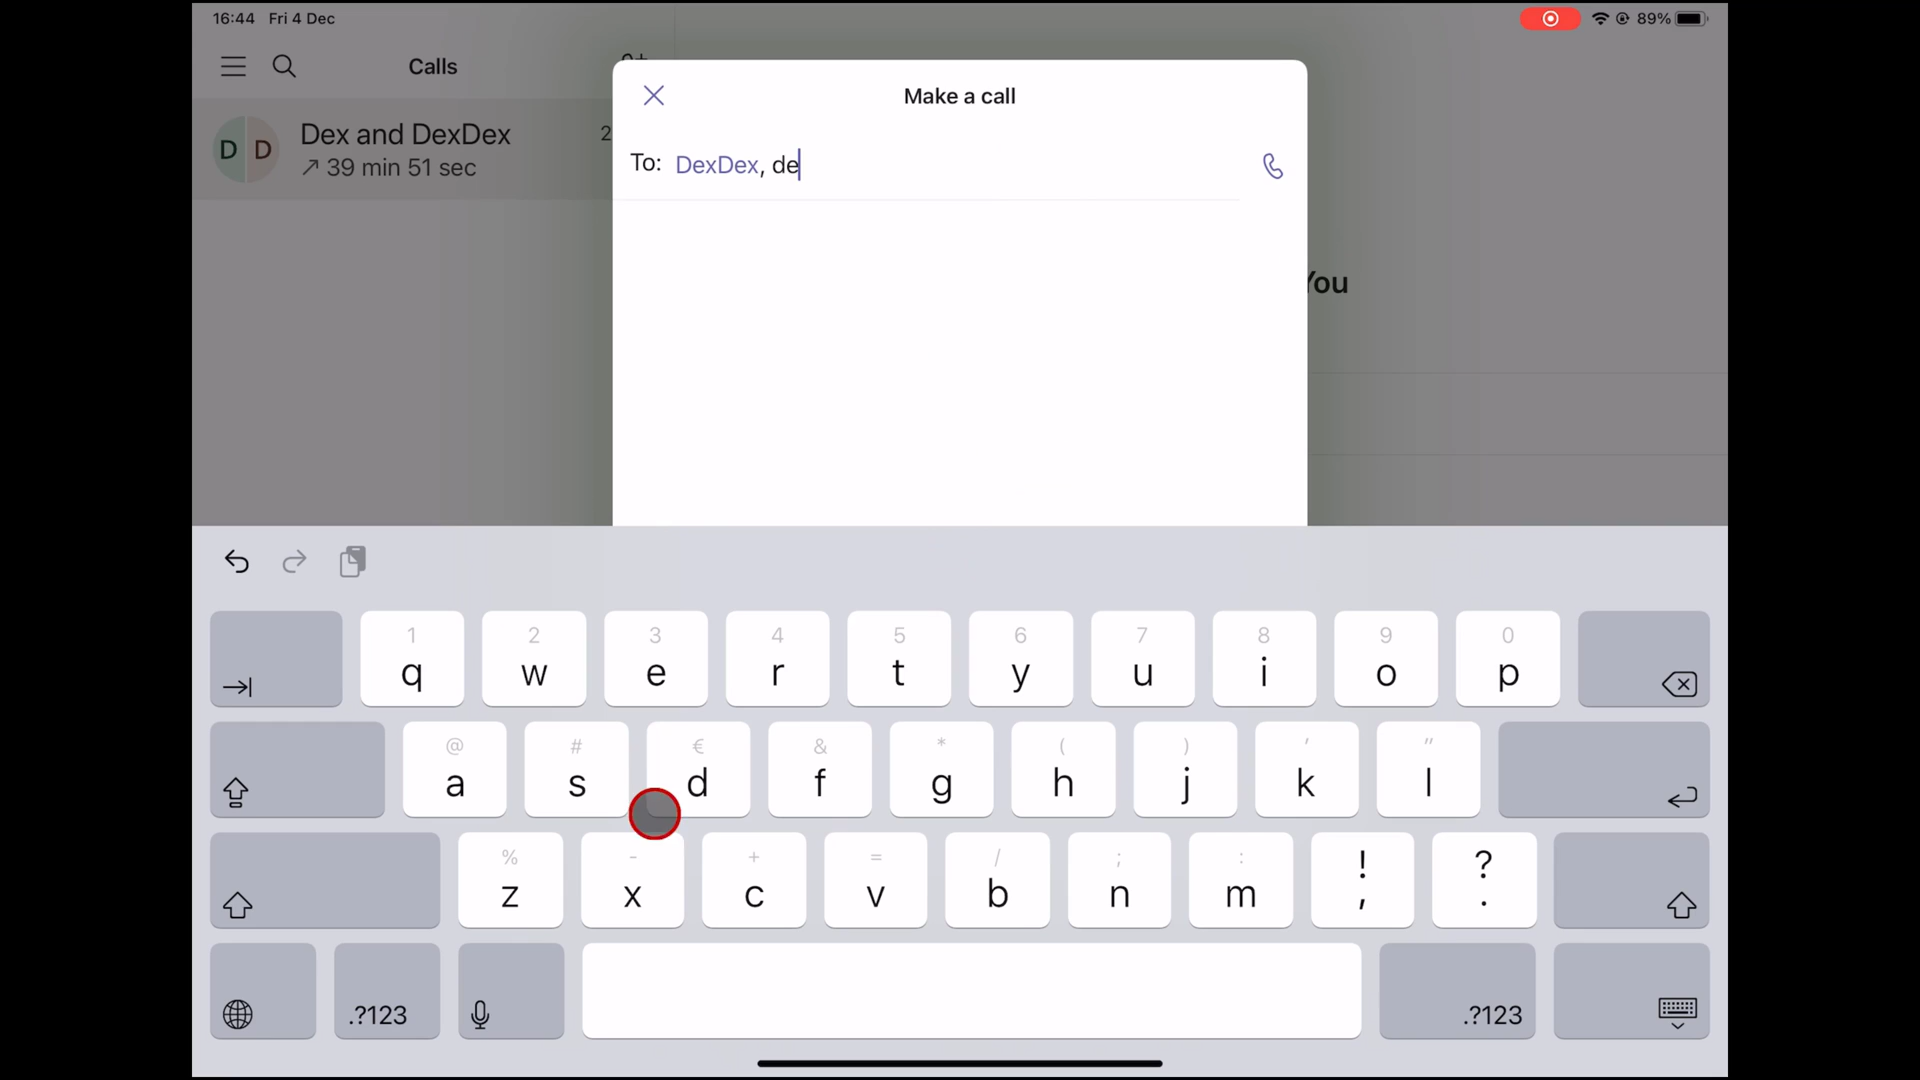 16:44 Fri 4 Dec
89%
Calls
Make a call
D D
Dex and DexDex
2
39 min 51 sec
To: DexDex, de
You
1 2 3 4 5 6 7 8 9 0
q w e r t y u i o p
@ # € & * ( ) ' "
a s d f g h j k l
% - + = / ; : ! ?
z x c v b n m , .
.?123 .?123